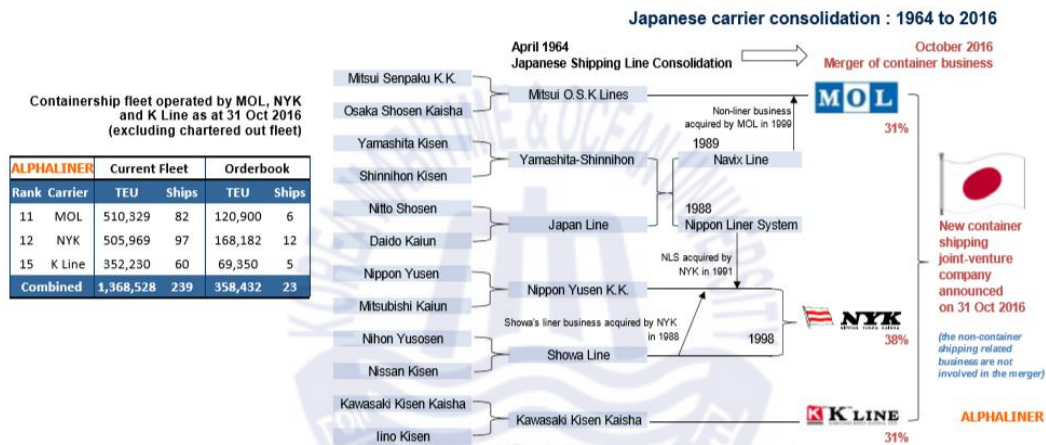 Japanese carrier consolidation : 1964 to 2016
April 1964
Japanese Shipping Line Consolidation
October 2016
Merger of container business
Containership fleet operated by MOL, NYK
and K Line as at 31 Oct 2016
(excluding chartered out fleet)
ALPHALINER Current Fleet Orderbook
Rank Carrier TEU Ships TEU Ships
11 MOL 510,329 82 120,900 6
12 NYK 505,969 97 168,182 12
15 K Line 352,230 60 69,350 5
Combined 1,368,528 239 358,432 23
Mitsui Senpaku K.K.
Osaka Shosen Kaisha
Yamashita Kisen
Shinnihon Kisen
Nitto Shosen
Daido Kaiun
Nippon Yusen
Mitsubishi Kaiun
Nihon Yusosen
Nissan Kisen
Kawasaki Kisen Kaisha
Iino Kisen
Mitsui O.S.K Lines
Yamashita-Shinnihon
Japan Line
Nippon Yusen K.K.
Showa Line
Kawasaki Kisen Kaisha
Non-liner business
acquired by MOL in 1999
1989
Navix Line
1988
Nippon Liner System
NLS acquired by
NYK in 1991
Showa's liner business acquired by NYK
in 1988
1998
MOL
31%
NYK
NIPPON YUSEN KAISHA
38%
K "K" LINE
31%
New container
shipping
joint-venture
company
announced
on 31 Oct 2016
(the non-container
shipping related
business are not
involved in the merger)
ALPHALINER
KOREA MARITIME & OCEAN UNIVERSITY